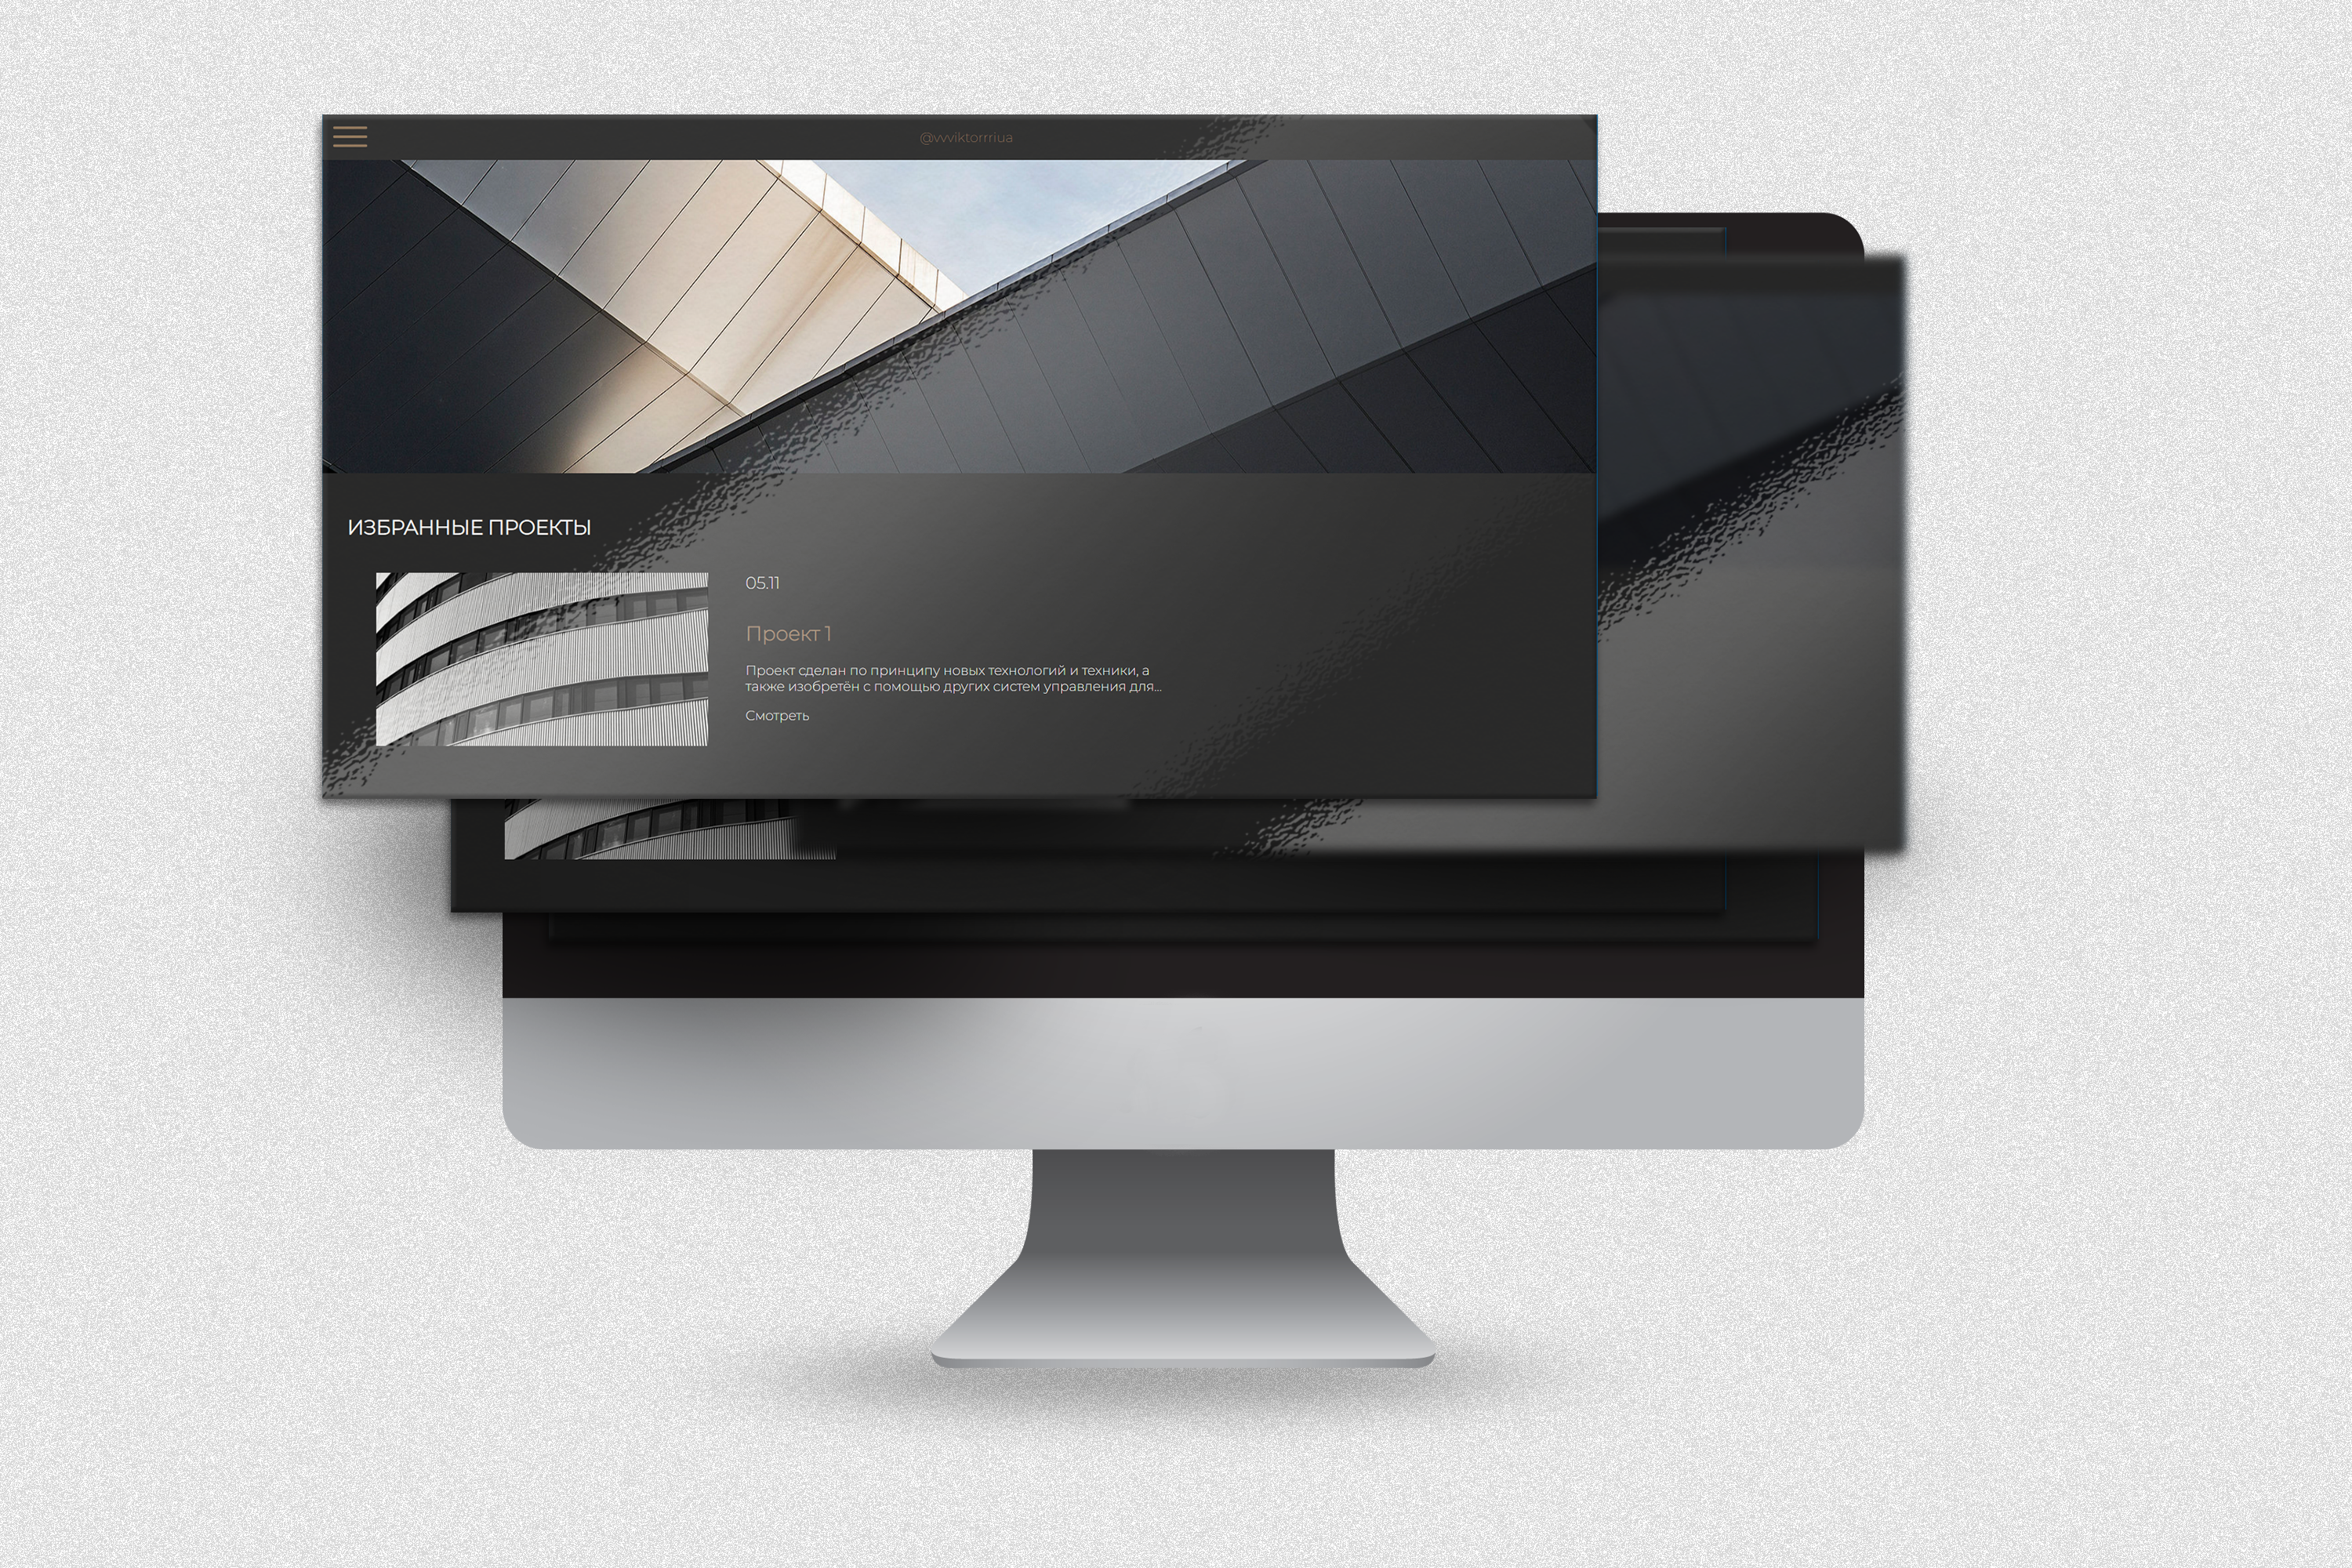 @vvviktorrriua
ИЗБРАННЫЕ ПРОЕКТЫ
05.11
Проект 1
Проект сделан по принципу новых технологий и техники, а
также изобретён с помощью других систем управления для...
Смотреть